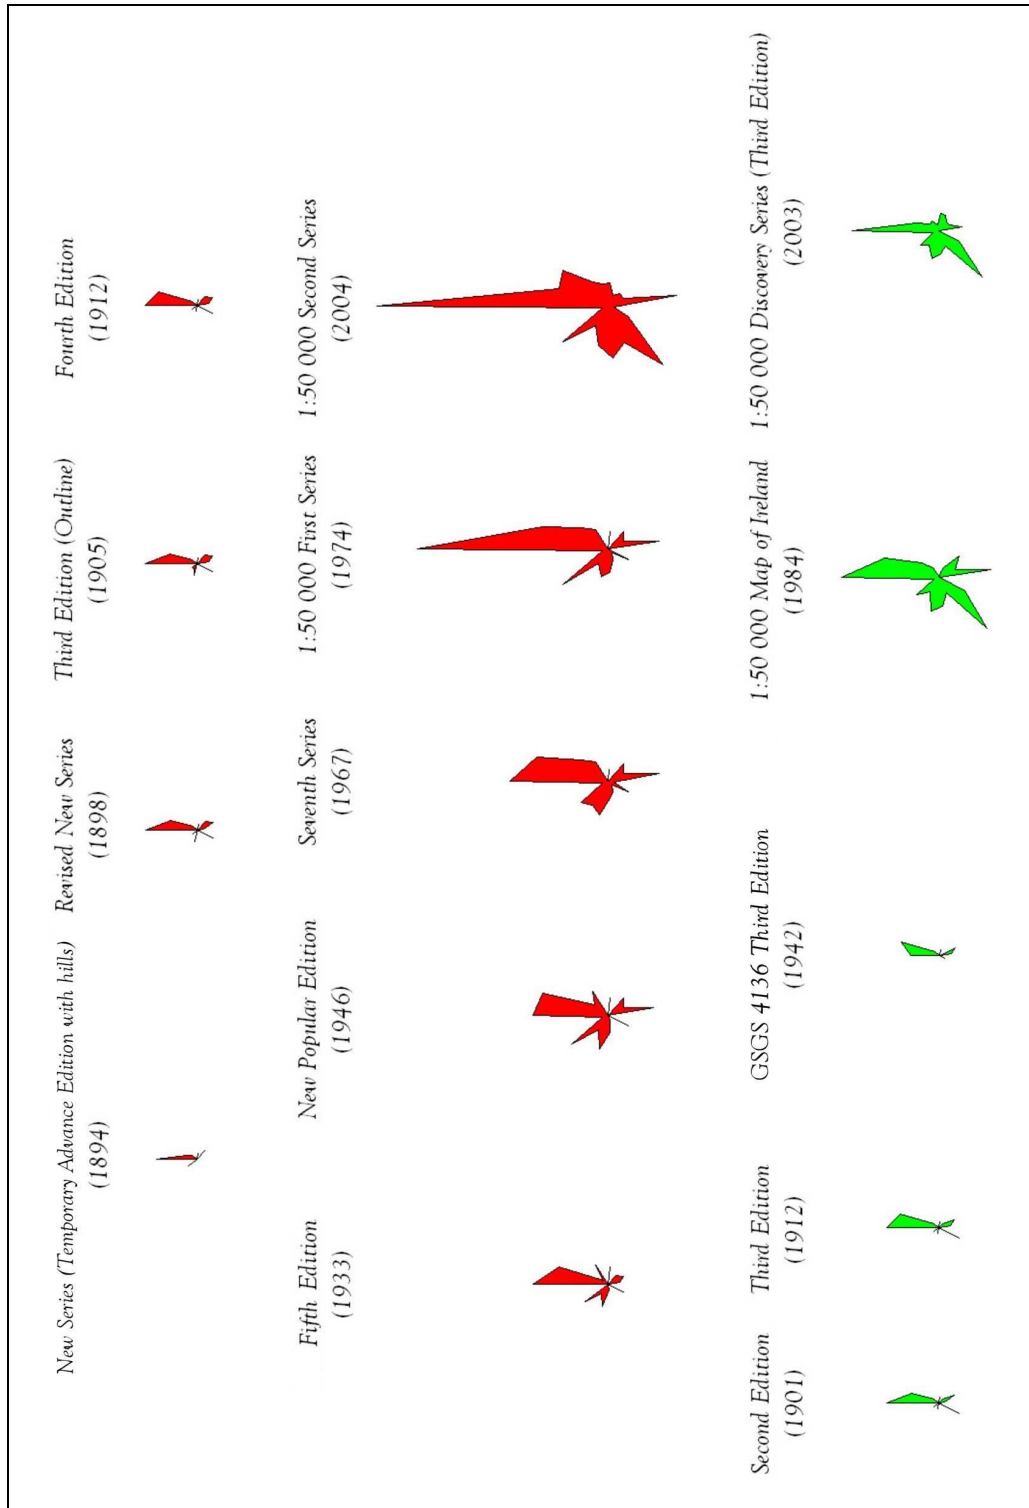 New Series (Temporary Advance Edition with hills)
(1894)
Revised New Series
(1898)
Third Edition (Outline)
(1905)
Fourth Edition
(1912)
Fifth Edition
(1933)
New Popular Edition
(1946)
Seventh Series
(1967)
1:50 000 First Series
(1974)
1:50 000 Second Series
(2004)
Second Edition
(1901)
Third Edition
(1912)
GSGS 4136 Third Edition
(1942)
1:50 000 Map of Ireland
(1984)
1:50 000 Discovery Series (Third Edition)
(2003)